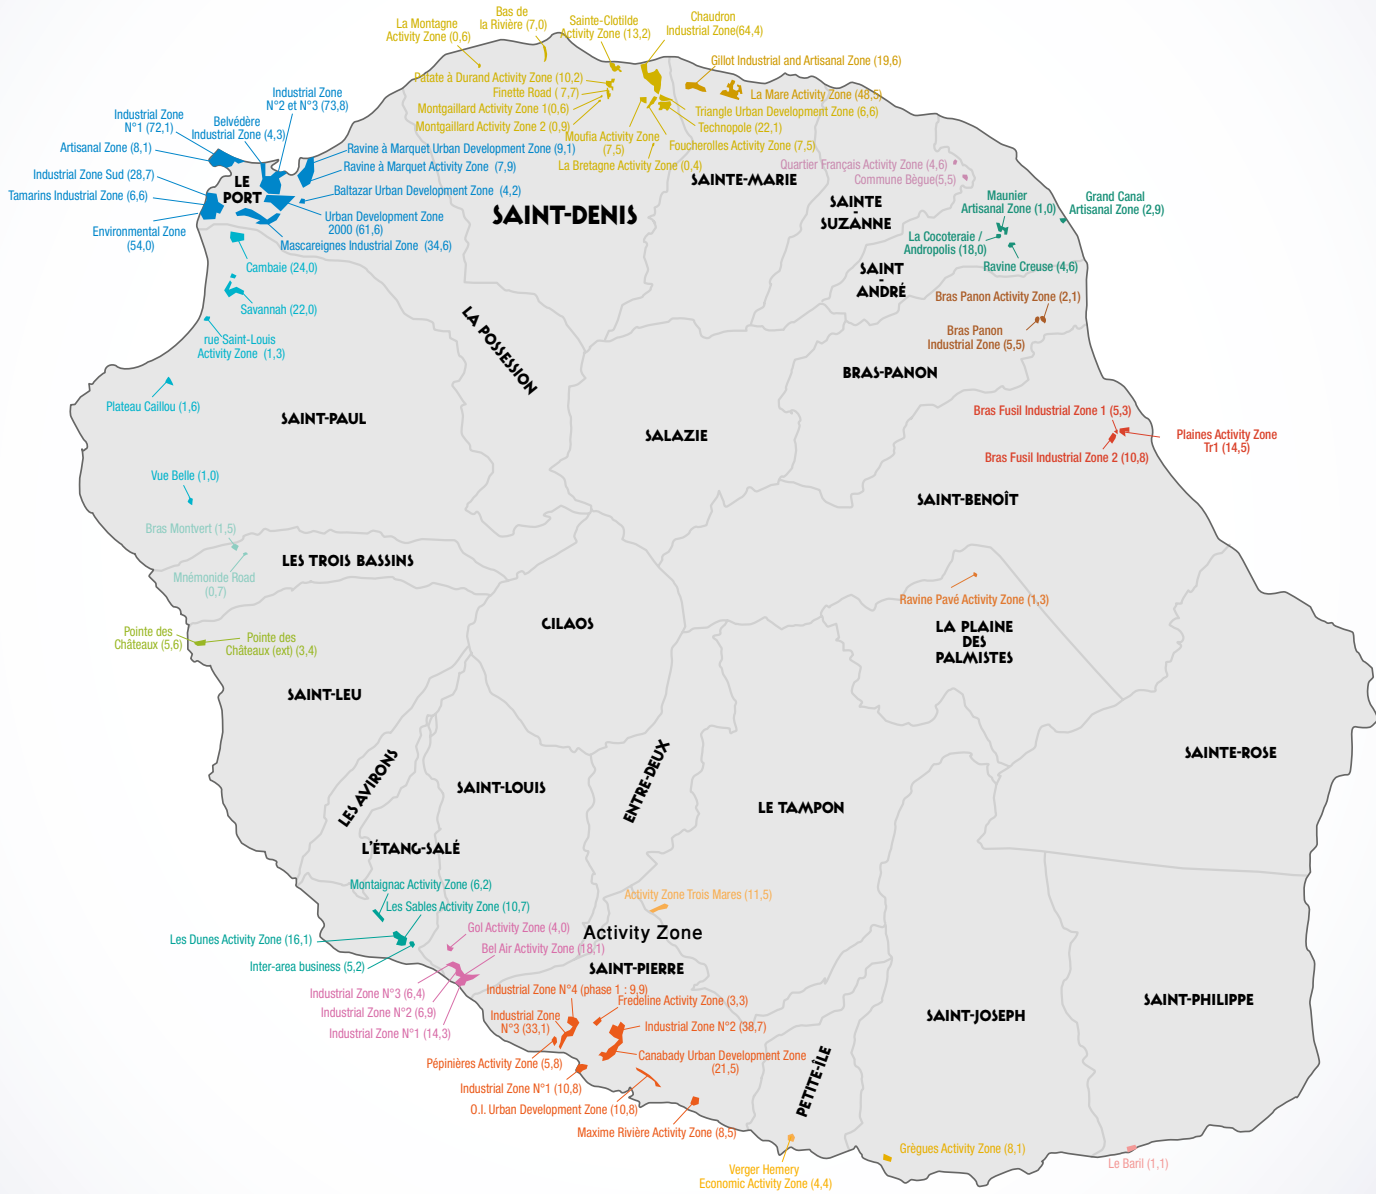 La Montagne
Activity Zone (0,6)
Bas de
la Rivière (7,0)
Sainte-Clotilde
Activity Zone (13,2)
Chaudron
Industrial Zone(64,4)
Gillot Industrial and Artisanal Zone (19,6)
Patate à Durand Activity Zone (10,2)
Finette Road ( 7,7)
Montgaillard Activity Zone 1(0,6)
Montgaillard Activity Zone 2 (0,9)
La Mare Activity Zone (48,5)
Triangle Urban Development Zone (6,6)
Technopole (22,1)
Moufia Activity Zone
(7,5)
Foucherolles Activity Zone (7,5)
La Bretagne Activity Zone (0,4)
Industrial Zone
N°2 et N°3 (73,8)
Industrial Zone
N°1 (72,1)
Belvédère
Industrial Zone (4,3)
Artisanal Zone (8,1)
Ravine à Marquet Urban Development Zone (9,1)
Ravine à Marquet Activity Zone (7,9)
Industrial Zone Sud (28,7)
Tamarins Industrial Zone (6,6)
LE
PORT
Baltazar Urban Development Zone (4,2)
Urban Development Zone
2000 (61,6)
Environmental Zone
(54,0)
Mascareignes Industrial Zone (34,6)
SAINT-DENIS
SAINTE-MARIE
Quartier Français Activity Zone (4,6)
Commune Bègue(5,5)
SAINTE
-
SUZANNE
Maunier
Artisanal Zone (1,0)
Grand Canal
Artisanal Zone (2,9)
La Cocoteraie /
Andropolis (18,0)
Ravine Creuse (4,6)
SAINT
-
ANDRÉ
Cambaie (24,0)
Savannah (22,0)
rue Saint-Louis
Activity Zone (1,3)
Bras Panon Activity Zone (2,1)
Bras Panon
Industrial Zone (5,5)
LA POSSESSION
BRAS-PANON
Plateau Caillou (1,6)
SAINT-PAUL
SALAZIE
Bras Fusil Industrial Zone 1 (5,3)
Plaines Activity Zone
Tr1 (14,5)
Bras Fusil Industrial Zone 2 (10,8)
Vue Belle (1,0)
SAINT-BENOÎT
Bras Montvert (1,5)
LES TROIS BASSINS
Mnémonide Road
(0,7)
Ravine Pavé Activity Zone (1,3)
CILAOS
LA PLAINE
DES
PALMISTES
Pointe des
Châteaux (5,6)
Pointe des
Châteaux (ext) (3,4)
SAINT-LEU
SAINTE-ROSE
LES AVIRONS
SAINT-LOUIS
ENTRE-DEUX
LE TAMPON
L'ÉTANG-SALÉ
Montaignac Activity Zone (6,2)
Les Sables Activity Zone (10,7)
Activity Zone Trois Mares (11,5)
Les Dunes Activity Zone (16,1)
Gol Activity Zone (4,0)
Activity Zone
Bel Air Activity Zone (18,1)
Inter-area business (5,2)
SAINT-PIERRE
Industrial Zone N°3 (6,4)
Industrial Zone N°2 (6,9)
Industrial Zone N°1 (14,3)
Industrial Zone N°4 (phase 1 : 9,9)
Fredeline Activity Zone (3,3)
Industrial Zone
N°3 (33,1)
Industrial Zone N°2 (38,7)
SAINT-JOSEPH
SAINT-PHILIPPE
Pépinières Activity Zone (5,8)
Canabady Urban Development Zone
(21,5)
Industrial Zone N°1 (10,8)
O.I. Urban Development Zone (10,8)
PETITE-ÎLE
Maxime Rivière Activity Zone (8,5)
Grègues Activity Zone (8,1)
Le Baril (1,1)
Verger Hemery
Economic Activity Zone (4,4)